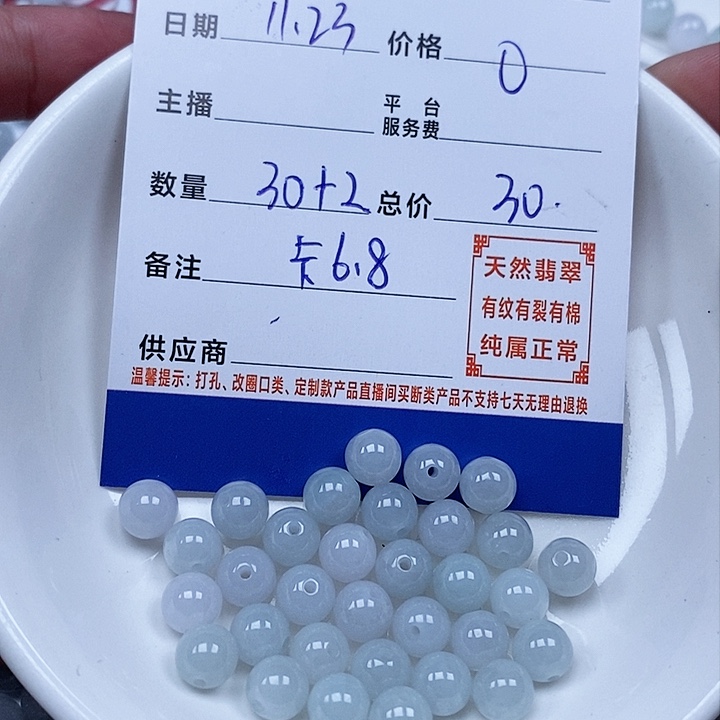 日期 11.23 价格 0
主播 平台服务费
数量 30+2 总价 30.
备注 卡6.8
天然翡翠
有纹有裂有棉
纯属正常
供应商
温馨提示：打孔、改圈口类、定制款产品直播间买断类产品不支持七天无理由退换